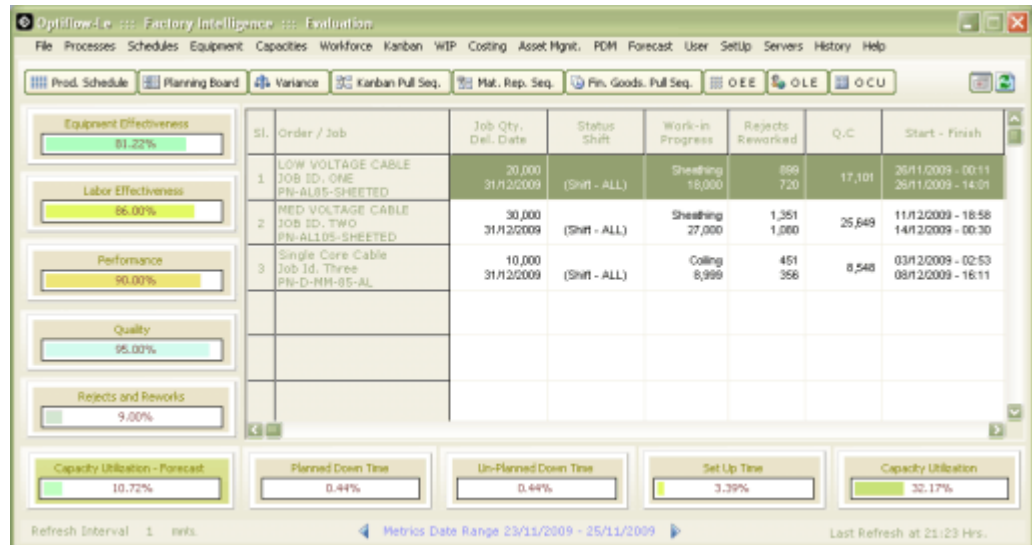 Optiflow-Le ::: Factory Intelligence ::: Evaluation
File Processes Schedules Equipment Capacities Workforce Kanban WIP Costing Asset Mgnt. PDM Forecast User SetUp Servers History Help
Prod. Schedule Planning Board Variance Kanban Pull Seq. Mat. Rep. Seq. Fin. Goods. Pull Seq. OEE OLE OCU
Equipment Effectiveness
81.22%
Labor Effectiveness
86.00%
Performance
90.00%
Quality
95.00%
Rejects and Reworks
9.00%
Sl. Order / Job Job Qty. Status Work-in Rejects Q.C Start - Finish
Del. Date Shift Progress Reworked
LOW VOLTAGE CABLE 20,000 Sheathing 899 26/11/2009 - 00:11
1 JOB ID. ONE 31/12/2009 (Shift - ALL) 18,000 720 17,101 26/11/2009 - 14:01
PN-AL85-SHEETED
MED VOLTAGE CABLE 30,000 Sheathing 1,351 11/12/2009 - 18:58
2 JOB ID. TWO 31/12/2009 (Shift - ALL) 27,000 1,080 25,649 14/12/2009 - 00:30
PN-AL105-SHEETED
Single Core Cable 10,000 Coiling 451 03/12/2009 - 02:53
3 Job Id. Three 31/12/2009 (Shift - ALL) 8,999 356 8,548 08/12/2009 - 16:11
PN-D-MM-85-AL
Capacity Utilization - Forecast Planned Down Time Un-Planned Down Time Set Up Time Capacity Utilization
10.72% 0.44% 0.44% 3.39% 32.17%
Refresh Interval 1 mnts. Metrics Date Range 23/11/2009 - 25/11/2009 Last Refresh at 21:23 Hrs.